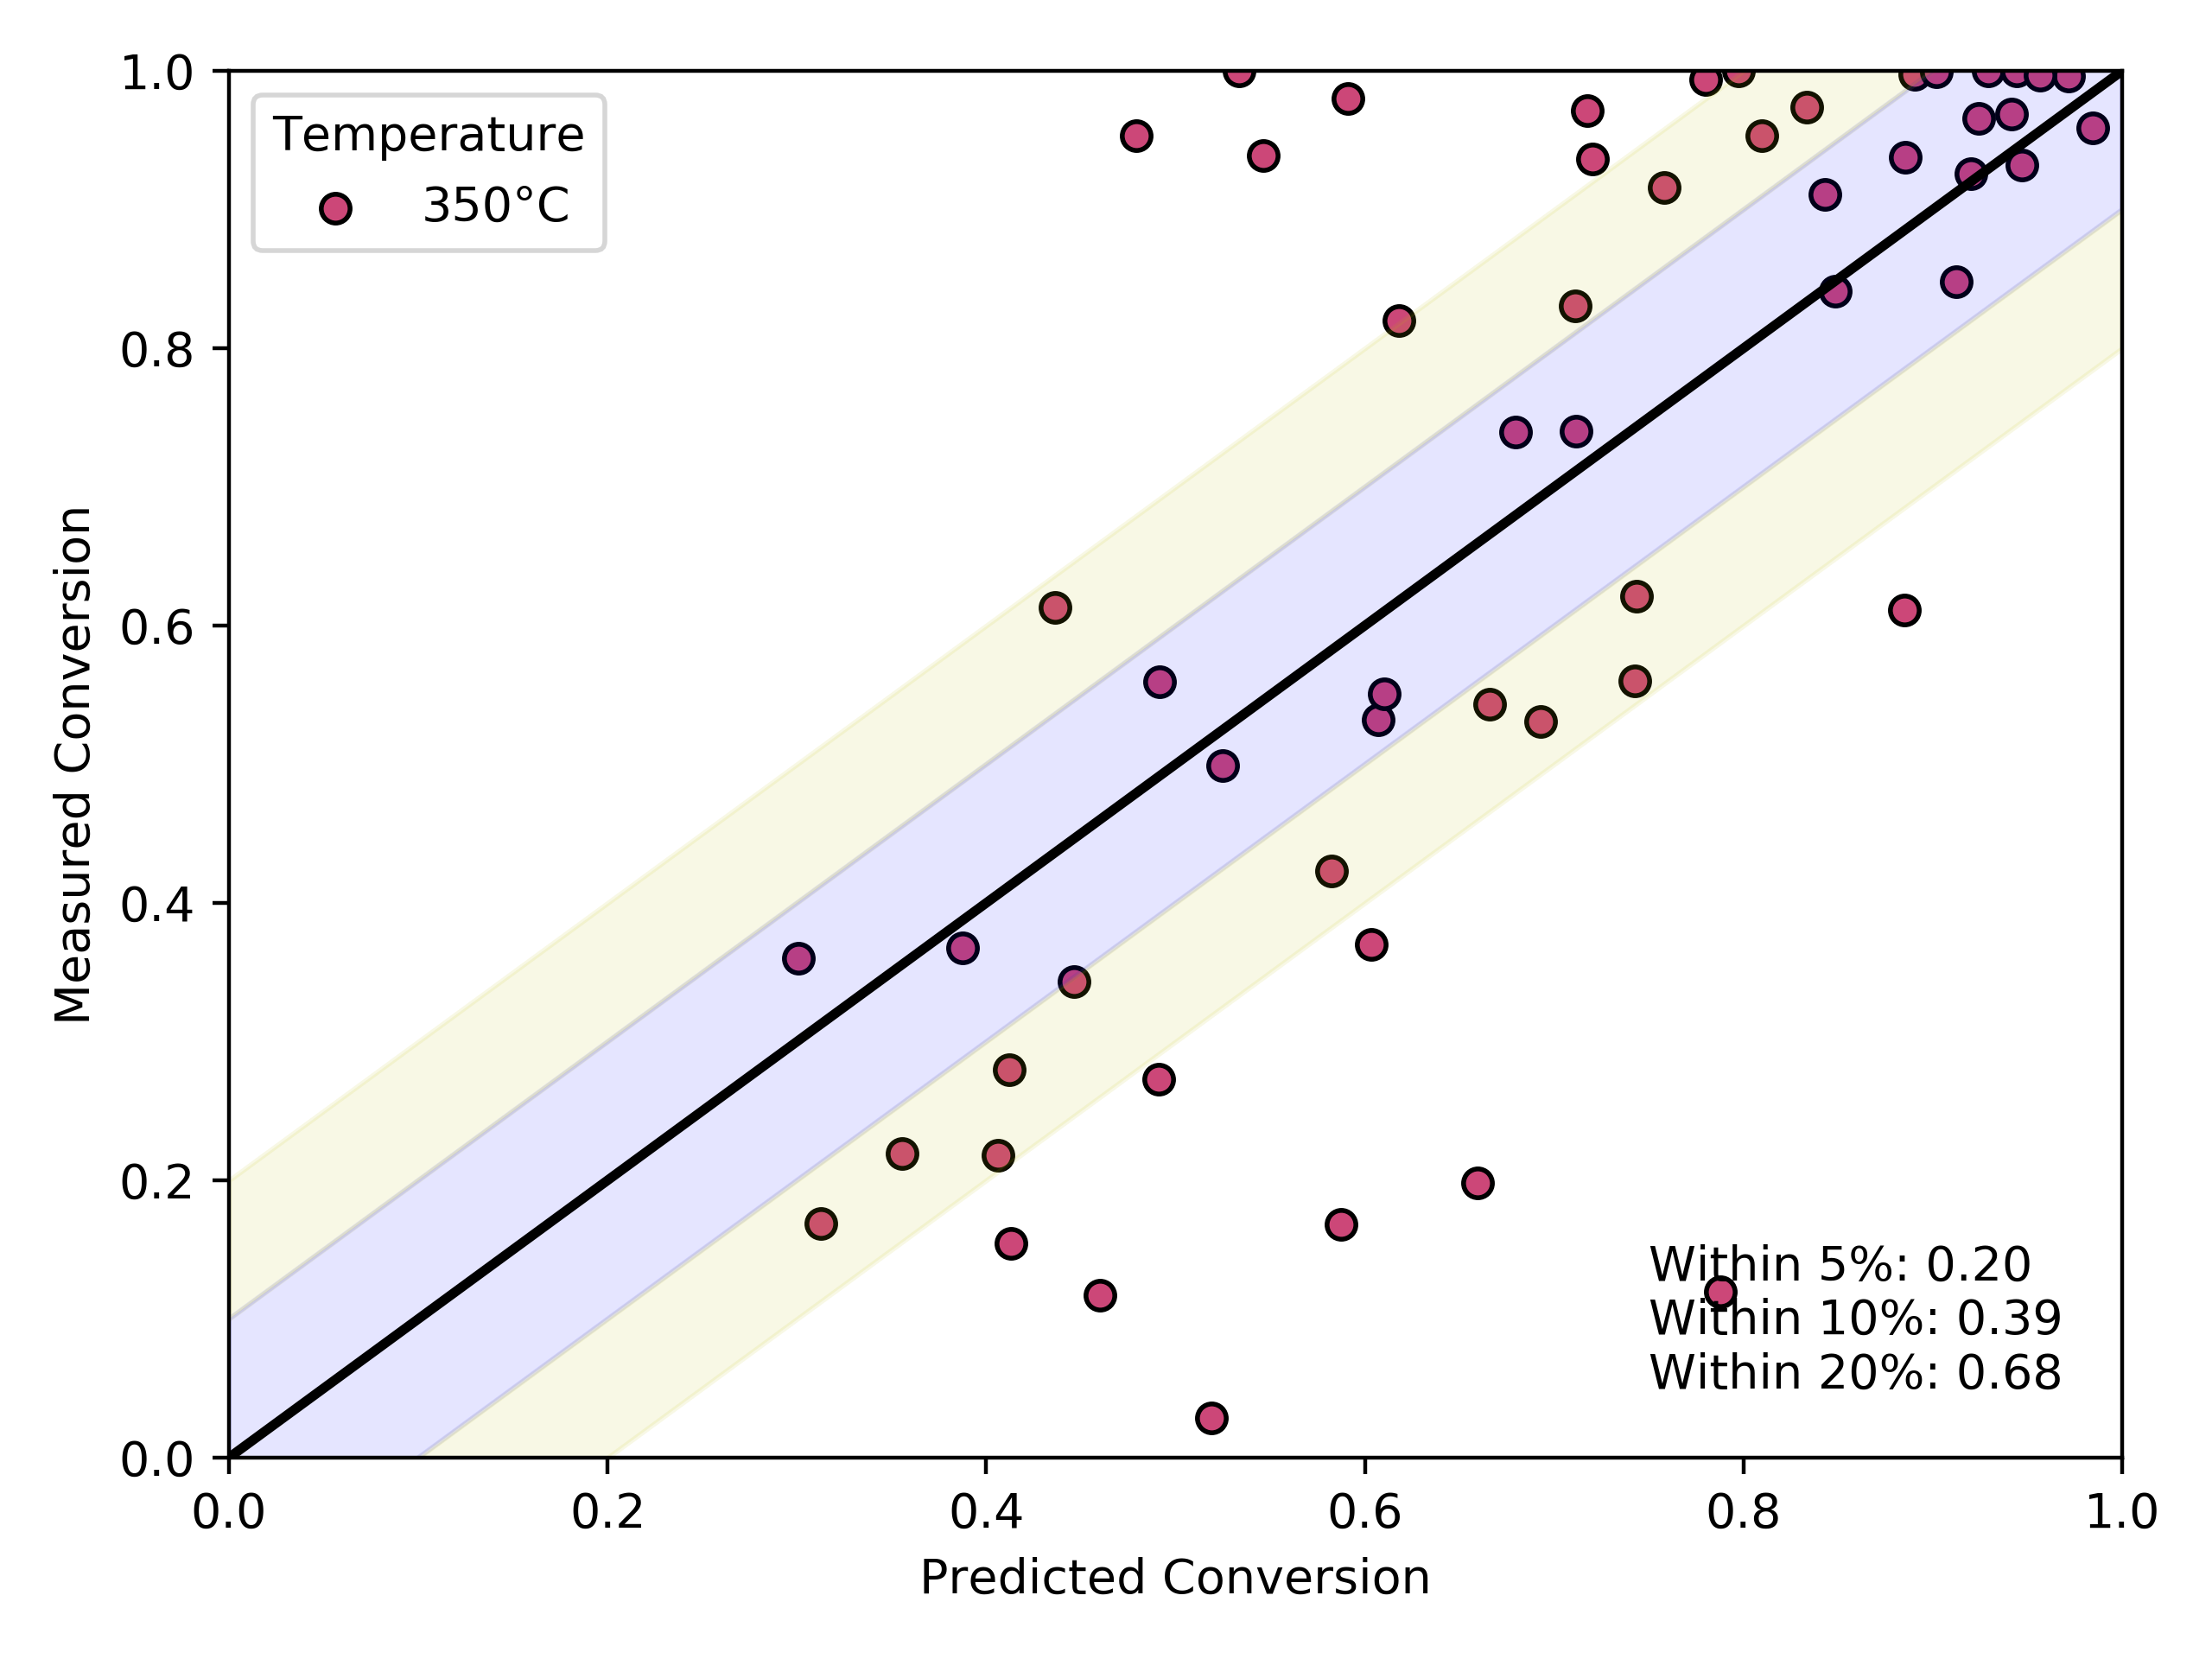 1.0
0.8
0.6
0.4
0.2
0.0
Measured Conversion
Temperature
350°C
Within 5%: 0.20
Within 10%: 0.39
Within 20%: 0.68
0.0 0.2 0.4 0.6 0.8 1.0
Predicted Conversion